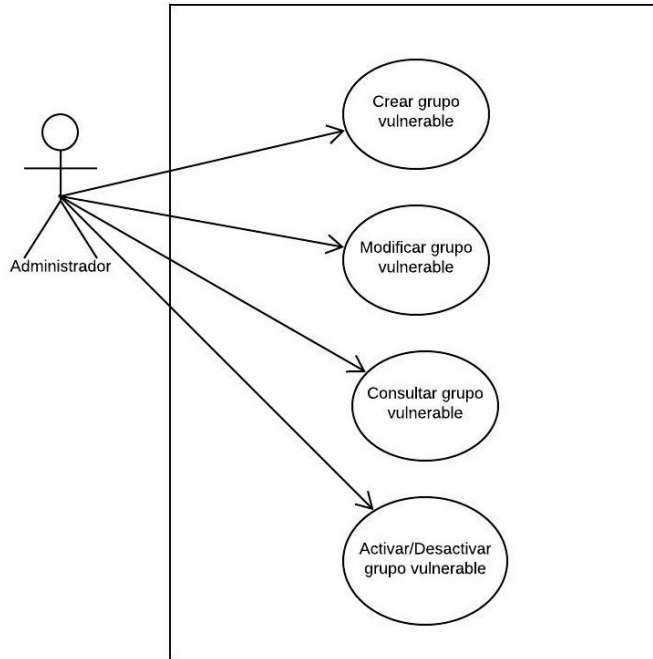 Crear grupo
vulnerable
Administrador
Modificar grupo
vulnerable
Consultar grupo
vulnerable
Activar/Desactivar
grupo vulnerable